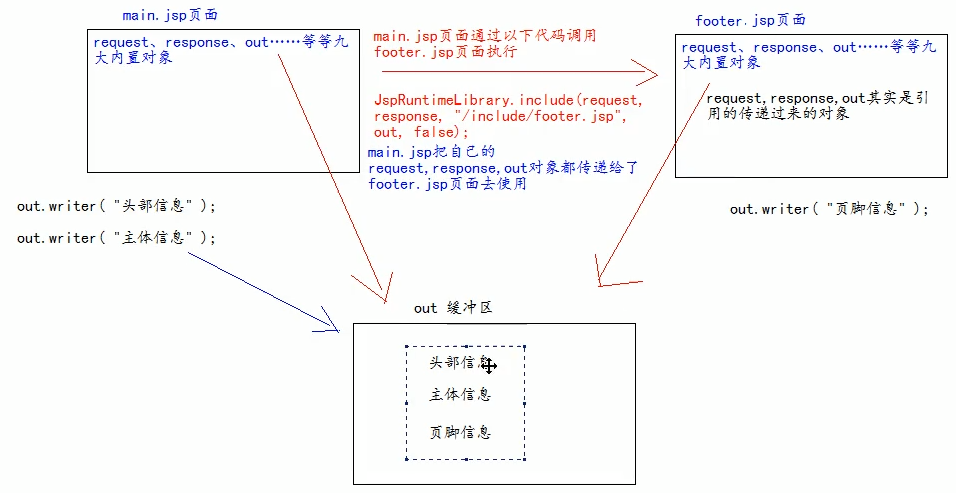 main.jsp页面
request、response、out……等等九
大内置对象
main.jsp页面通过以下代码调用
footer.jsp页面执行
JspRuntimeLibrary.include(request,
response, "/include/footer.jsp",
out, false);
main.jsp把自己的
request,response,out对象都传递给了
footer.jsp页面去使用
footer.jsp页面
request、response、out……等等九
大内置对象
request,response,out其实是引
用的传递过来的对象
out.writer( "头部信息" );
out.writer( "主体信息" );
out.writer( "页脚信息" );
out 缓冲区
头部信息
主体信息
页脚信息